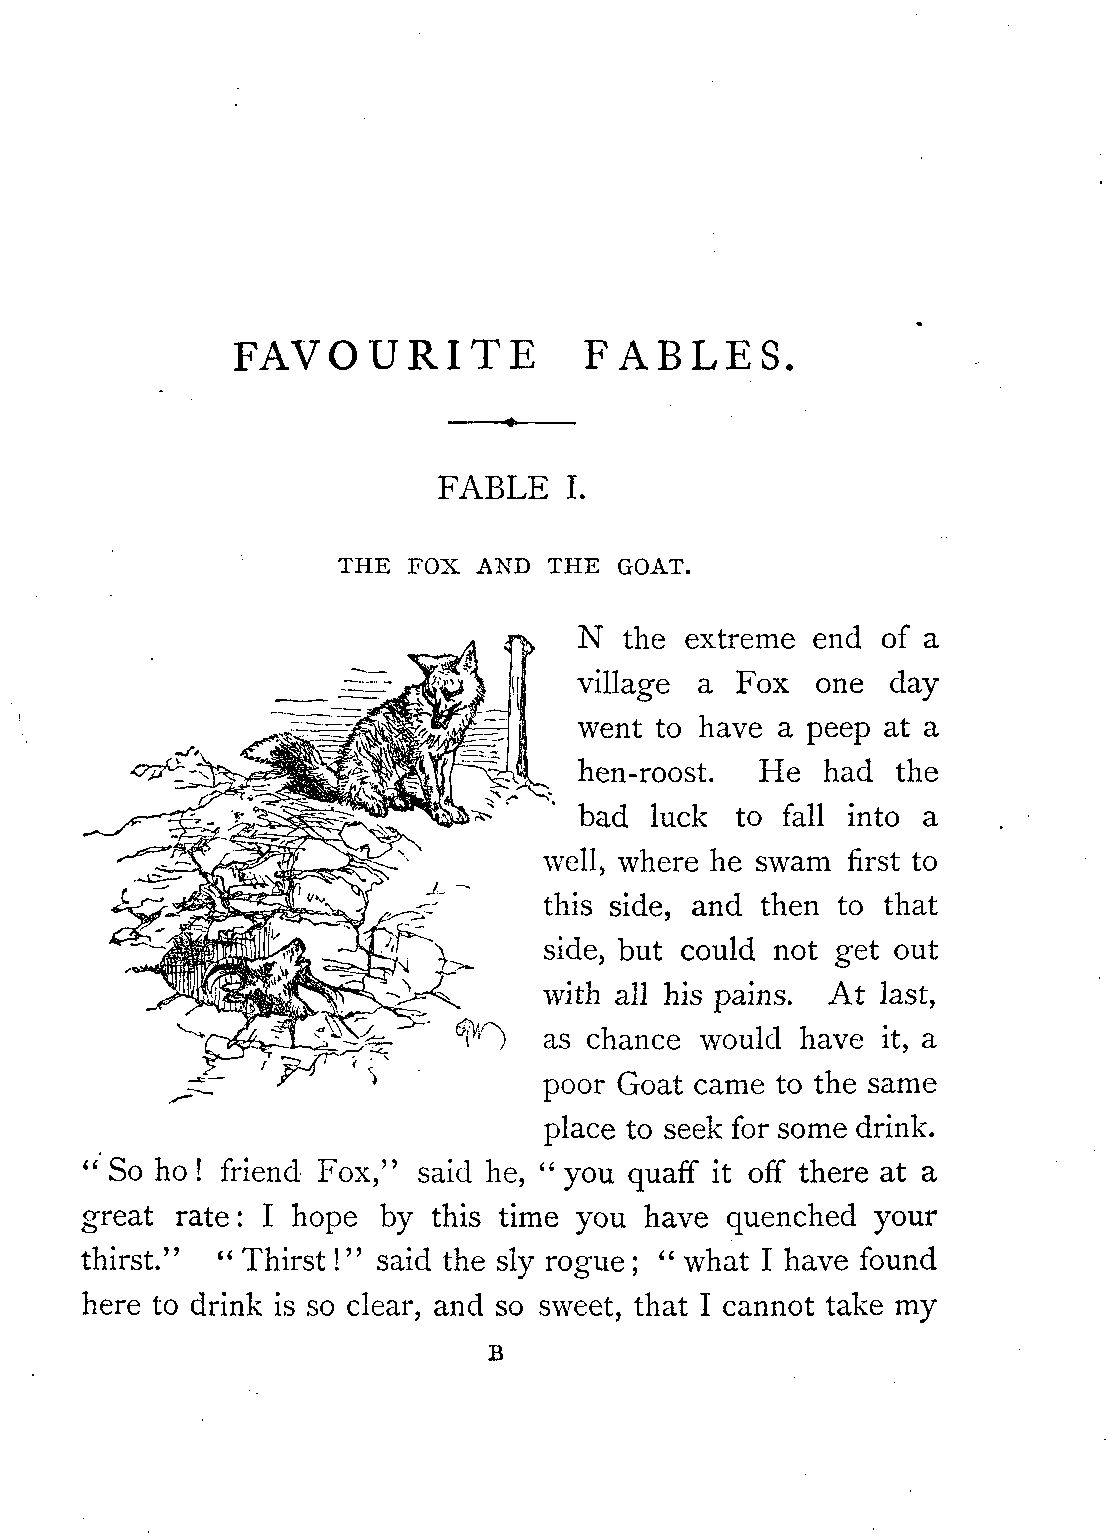 FAVOURITE FABLES.
FABLE I.
THE FOX AND THE GOAT.
N the extreme end of a
village a Fox one day
went to have a peep at a
hen-roost. He had the
bad luck to fall into a
well, where he swam first to
this side, and then to that
side, but could not get out
with all his pains. At last,
as chance would have it, a
poor Goat came to the same
place to seek for some drink.
“So ho! friend Fox,” said he, “you quaff it off there at a
great rate: I hope by this time you have quenched your
thirst.” “Thirst!” said the sly rogue; “what I have found
here to drink is so clear, and so sweet, that I cannot take my
B